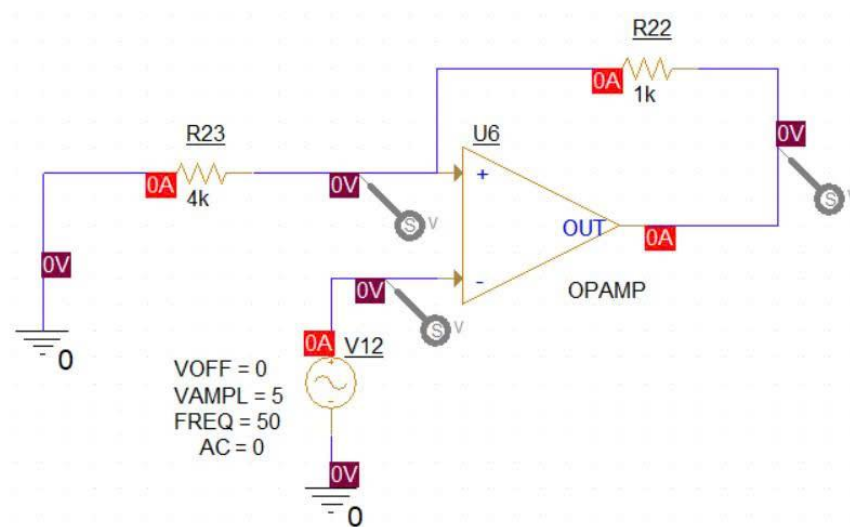 R22
0A
1k
0V
R23
0A
4k
0V
V
U6
+
OUT
-
0A
OPAMP
V
0V
0V
V
0
0A
V12
+
-
VOFF = 0
VAMPL = 5
FREQ = 50
AC = 0
0V
0